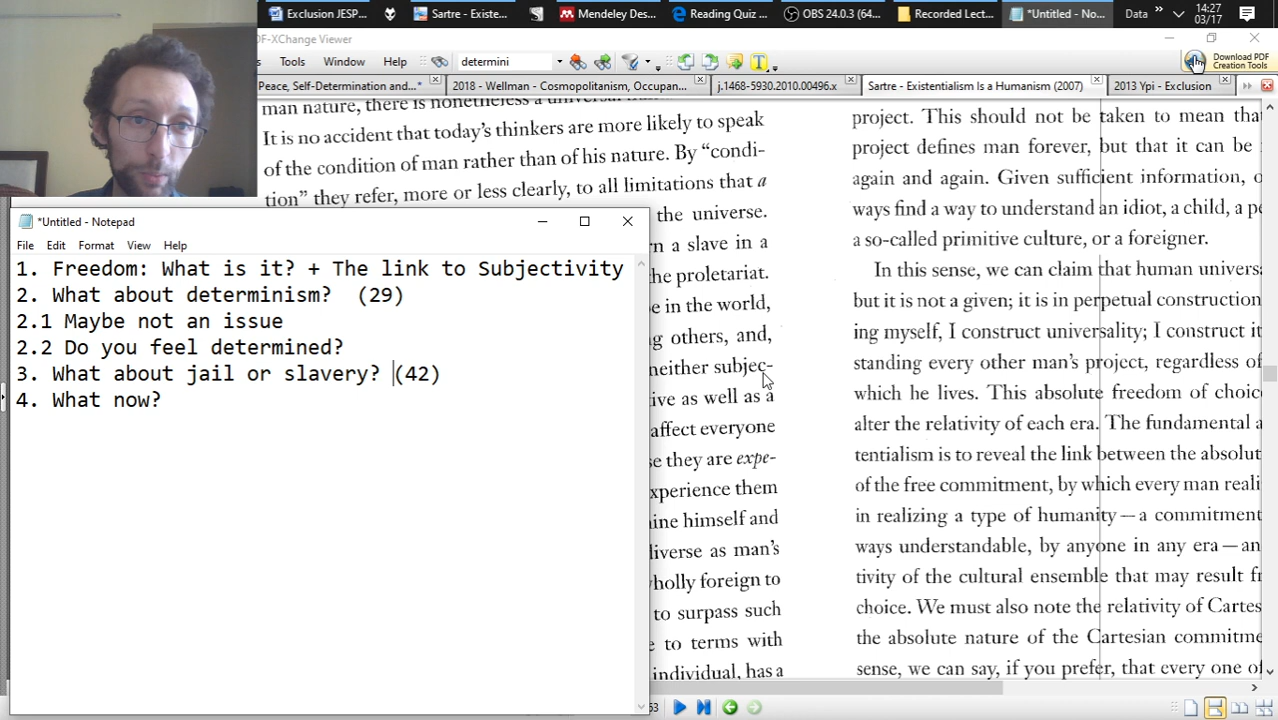 Exclusion JESP...
Sartre - Existe...
Mendeley Des...
Reading Quiz ...
OBS 24.0.3 (64...
Recorded Lect...
*Untitled - No...
Data
14:27
03/17
DF-XChange Viewer
Tools Window Help determini
Download PDF
Creation Tools
Peace, Self-Determination and...*
2018 - Wellman - Cosmopolitanism, Occupan...
j.1468-5930.2010.00496.x
Sartre - Existentialism Is a Humanism (2007)
2013 Ypi - Exclusion
man nature, there is nonetheless a
It is no accident that today's thinkers are more likely to speak
of the condition of man rather than of his nature. By "condi-
tion" they refer, more or less clearly, to all limitations that a
the universe.
n a slave in a
he proletariat.
e in the world,
g others, and,
neither subjec-
ive as well as a
affect everyone
e they are expe-
xperience them
ine himself and
liverse as man's
holly foreign to
to surpass such
e to terms with
individual, has a
project. This should not be taken to mean that
project defines man forever, but that it can be
again and again. Given sufficient information, o
ways find a way to understand an idiot, a child, a pe
a so-called primitive culture, or a foreigner.
In this sense, we can claim that human universa
but it is not a given; it is in perpetual construction
ing myself, I construct universality; I construct it
standing every other man's project, regardless of
which he lives. This absolute freedom of choic
alter the relativity of each era. The fundamental a
tentialism is to reveal the link between the absolut
of the free commitment, by which every man reali
in realizing a type of humanity—a commitment
ways understandable, by anyone in any era—an
tivity of the cultural ensemble that may result fr
choice. We must also note the relativity of Cartes
the absolute nature of the Cartesian commitme
sense, we can say, if you prefer, that every one of
*Untitled - Notepad
File Edit Format View Help
1. Freedom: What is it? + The link to Subjectivity
2. What about determinism?  (29)
2.1 Maybe not an issue
2.2 Do you feel determined?
3. What about jail or slavery? (42)
4. What now?
63